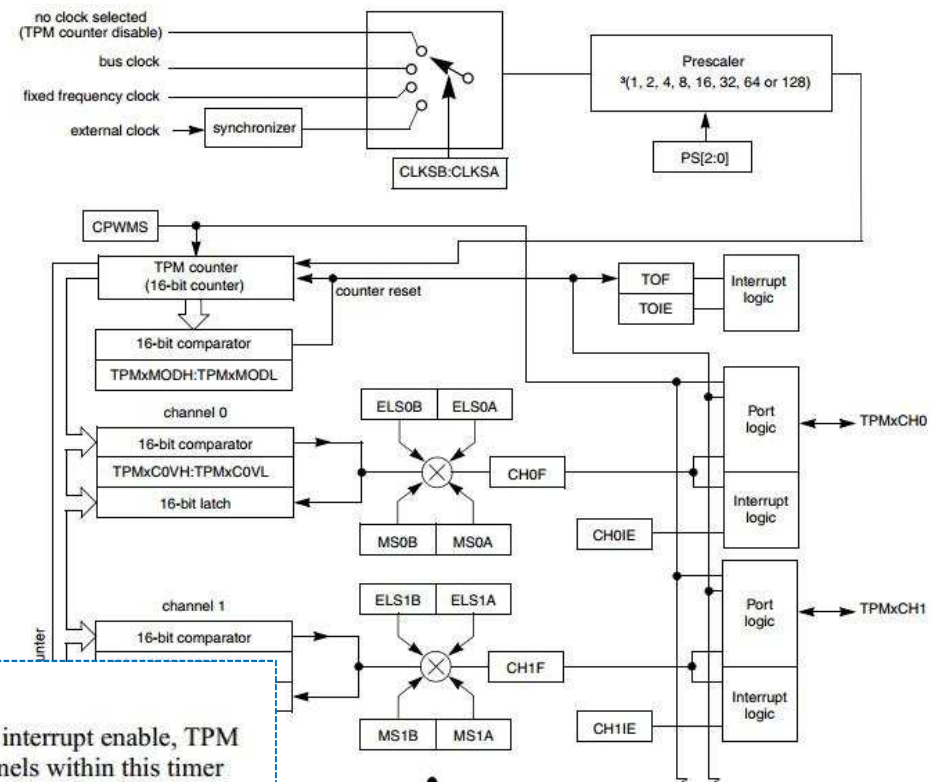 no clock selected
(TPM counter disable)
bus clock
fixed frequency clock
external clock
synchronizer
CLKSB:CLKSA
Prescaler
³(1, 2, 4, 8, 16, 32, 64 or 128)
PS[2:0]
CPWMS
TPM counter
(16-bit counter)
counter reset
TOF
TOIE
Interrupt
logic
16-bit comparator
TPMxMODH:TPMxMODL
channel 0
16-bit comparator
TPMxC0VH:TPMxC0VL
16-bit latch
ELS0B
ELS0A
MS0B
MS0A
CH0F
CH0IE
Port
logic
Interrupt
logic
TPMxCH0
channel 1
16-bit comparator
ELS1B
ELS1A
MS1B
MS1A
CH1F
CH1IE
Port
logic
Interrupt
logic
TPMxCH1
interrupt enable, TPM
within this timer